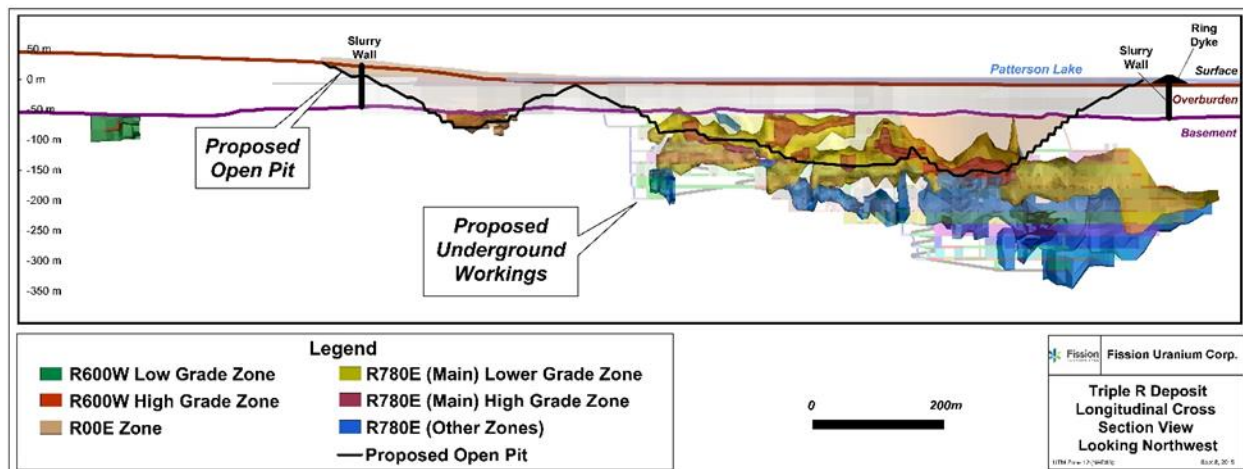 50 m
0 m
-50 m
-100 m
-150 m
-200 m
-250 m
-300 m
-350 m
Slurry
Wall
Proposed
Open Pit
Proposed
Underground
Workings
Patterson Lake
Slurry
Wall
Ring
Dyke
Surface
Overburden
Basement
Legend
R600W Low Grade Zone
R600W High Grade Zone
R00E Zone
R780E (Main) Lower Grade Zone
R780E (Main) High Grade Zone
R780E (Other Zones)
Proposed Open Pit
0 200m
Fission
Fission Uranium Corp.
Triple R Deposit
Longitudinal Cross
Section View
Looking Northwest